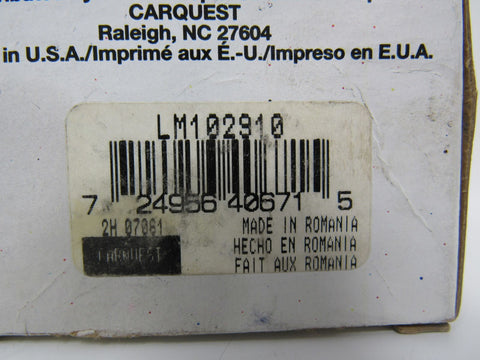 CARQUEST
Raleigh, NC 27604
in U.S.A./Imprimé aux É.-U./Impreso en E.U.A.
LM102910
7 24956 40671 5
2H 07061
MADE IN ROMANIA
HECHO EN ROMANIA
CARQUEST
FAIT AUX ROMANIA